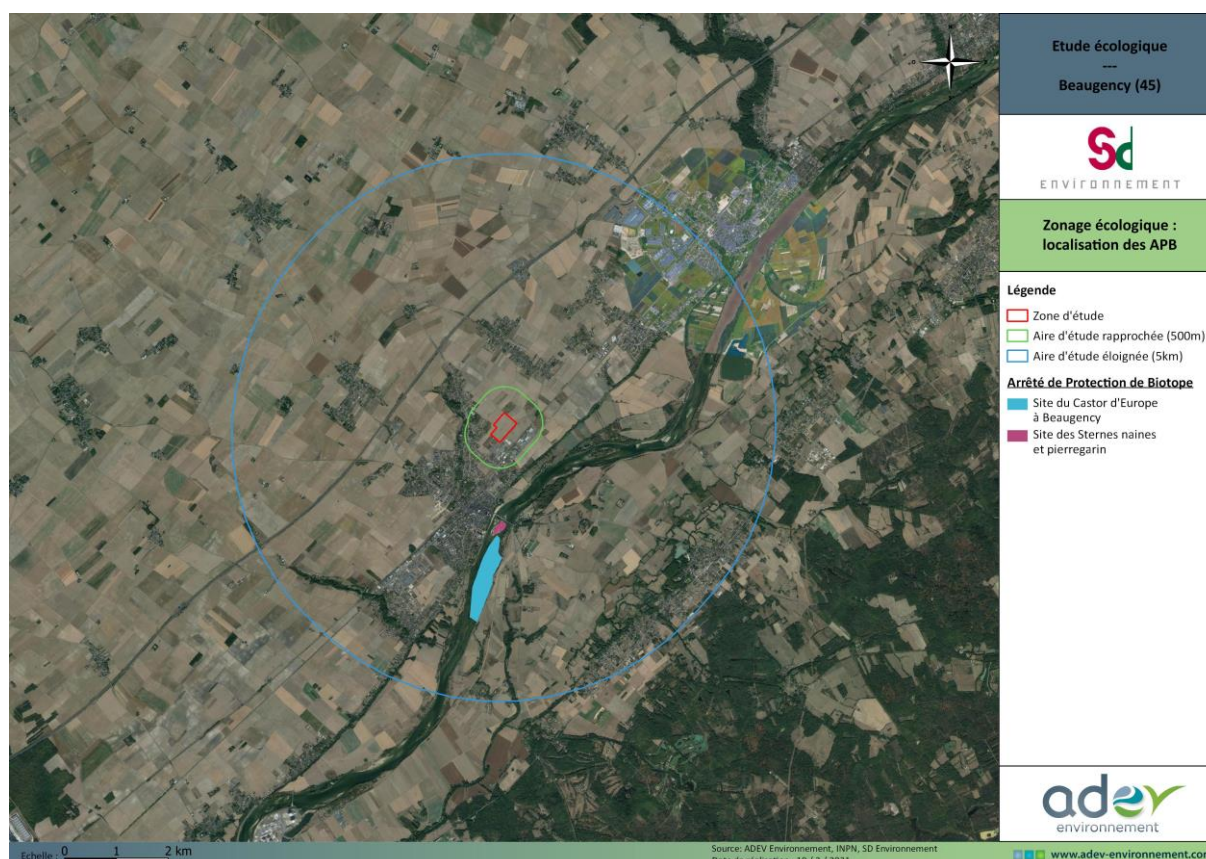 Etude écologique
---
Beaugency (45)
Sd
ENVIRONNEMENT
Zonage écologique :
localisation des APB
Légende
Zone d'étude
Aire d'étude rapprochée (500m)
Aire d'étude éloignée (5km)
Arrêté de Protection de Biotope
Site du Castor d'Europe
à Beaugency
Site des Sternes naines
et pierregarin
adev
environnement
Echelle : 0 1 2 km
Source: ADEV Environnement, INPN, SD Environnement
www.adev-environnement.com